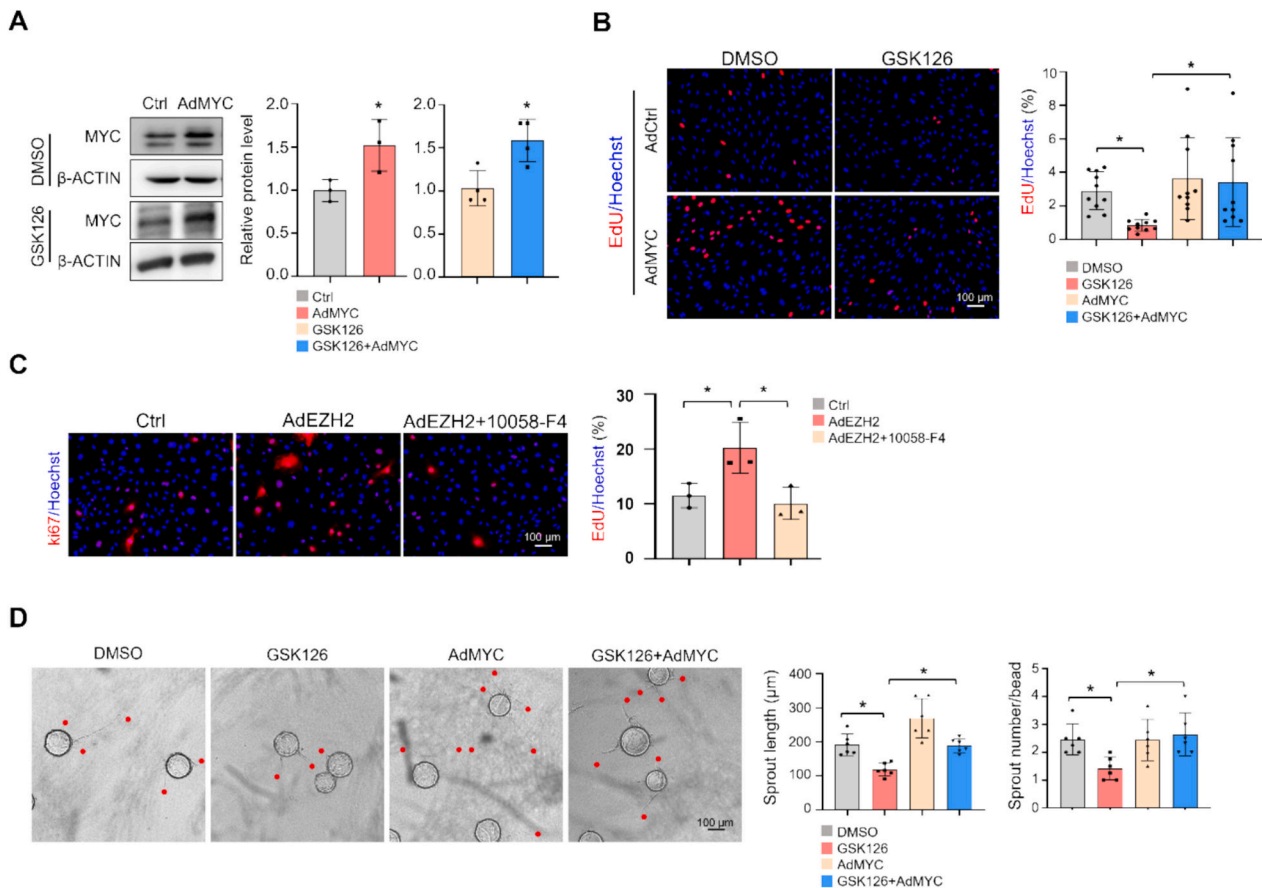 A
Ctrl AdMYC
DMSO
MYC
β-ACTIN
GSK126
MYC
β-ACTIN
Relative protein level
2.0
1.5
1.0
0.5
0.0
*
2.0
1.5
1.0
0.5
0.0
*
Ctrl
AdMYC
GSK126
GSK126+AdMYC
B
DMSO GSK126
EdU/Hoechst
AdCtrl
AdMYC
100 µm
EdU/Hoechst (%)
10
8
6
4
2
0
*
*
DMSO
GSK126
AdMYC
GSK126+AdMYC
C
Ctrl AdEZH2 AdEZH2+10058-F4
ki67/Hoechst
100 µm
EdU/Hoechst (%)
30
20
10
0
* *
Ctrl
AdEZH2
AdEZH2+10058-F4
D
DMSO GSK126 AdMYC GSK126+AdMYC
100 µm
Sprout length (µm)
400
300
200
100
0
*
*
DMSO
GSK126
AdMYC
GSK126+AdMYC
Sprout number/bead
5
4
3
2
1
0
*
*